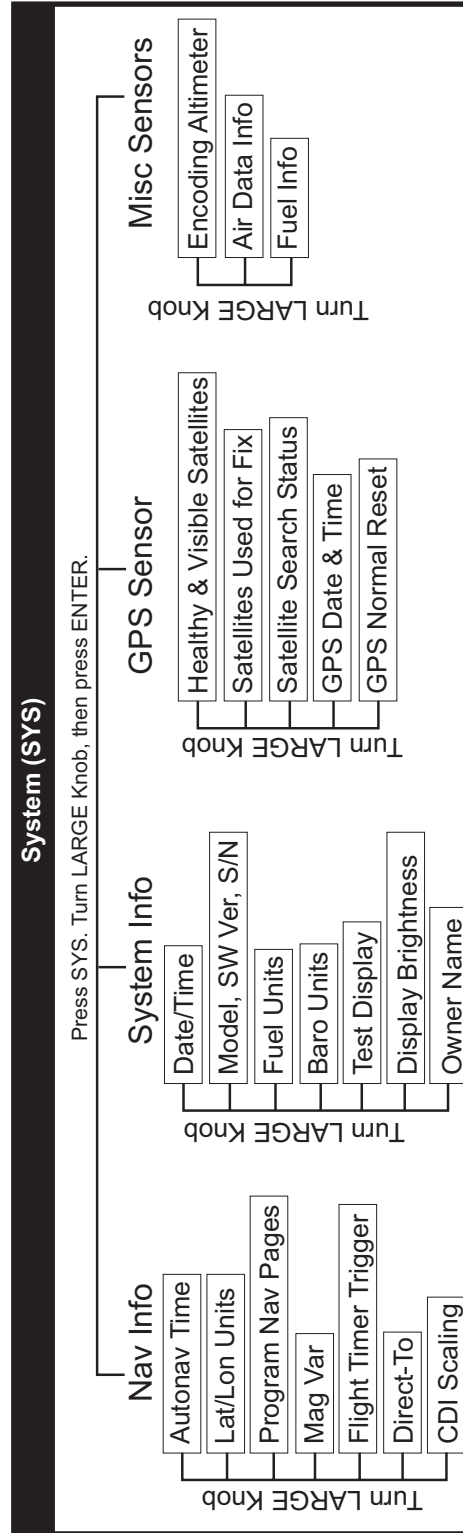 System (SYS)
Press SYS. Turn LARGE Knob, then press ENTER.
Nav Info
Turn LARGE Knob
Autonav Time
Lat/Lon Units
Program Nav Pages
Mag Var
Flight Timer Trigger
Direct-To
CDI Scaling
System Info
Turn LARGE Knob
Date/Time
Model, SW Ver, S/N
Fuel Units
Baro Units
Test Display
Display Brightness
Owner Name
GPS Sensor
Turn LARGE Knob
Healthy & Visible Satellites
Satellites Used for Fix
Satellite Search Status
GPS Date & Time
GPS Normal Reset
Misc Sensors
Turn LARGE Knob
Encoding Altimeter
Air Data Info
Fuel Info